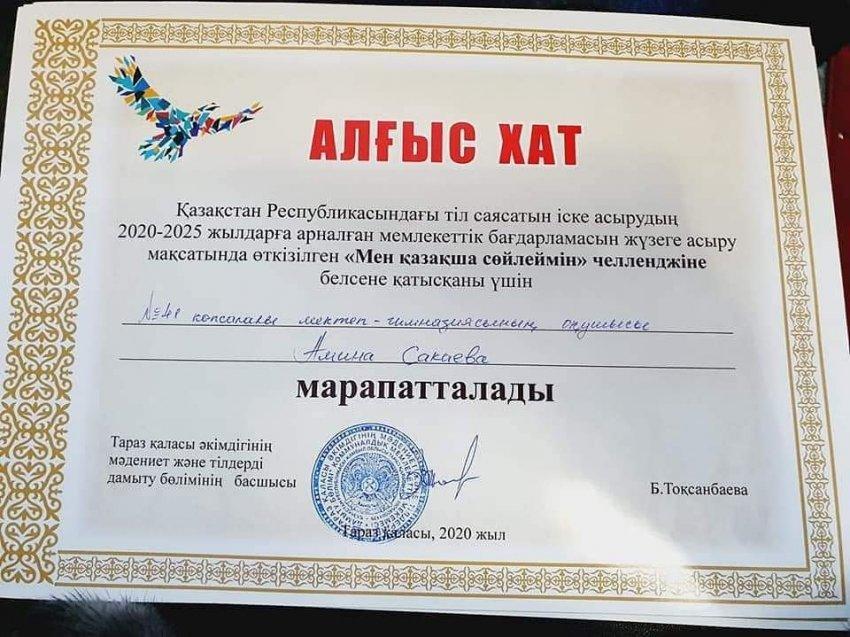 АЛҒЫС ХАТ
Қазақстан Республикасындағы тіл саясатын іске асырудың
2020-2025 жылдарға арналған мемлекеттік бағдарламасын жүзеге асыру
мақсатында өткізілген «Мен қазақша сөйлеймін» челленджіне
белсене қатысқаны үшін
№41 көпсалалы мектеп-гимназиясының оқушысы
Амина Сакаева
марапатталады
Тараз қаласы әкімдігінің
мәдениет және тілдерді
дамыту бөлімінің басшысы
Б.Тоқсанбаева
Тараз қаласы, 2020 жыл